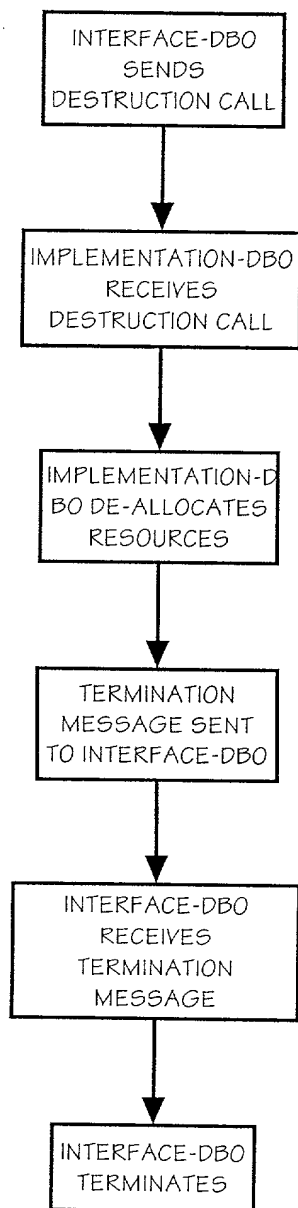 INTERFACE-DBO
SENDS
DESTRUCTION CALL
IMPLEMENTATION-DBO
RECEIVES
DESTRUCTION CALL
IMPLEMENTATION-D
BO DE-ALLOCATES
RESOURCES
TERMINATION
MESSAGE SENT
TO INTERFACE-DBO
INTERFACE-DBO
RECEIVES
TERMINATION
MESSAGE
INTERFACE-DBO
TERMINATES